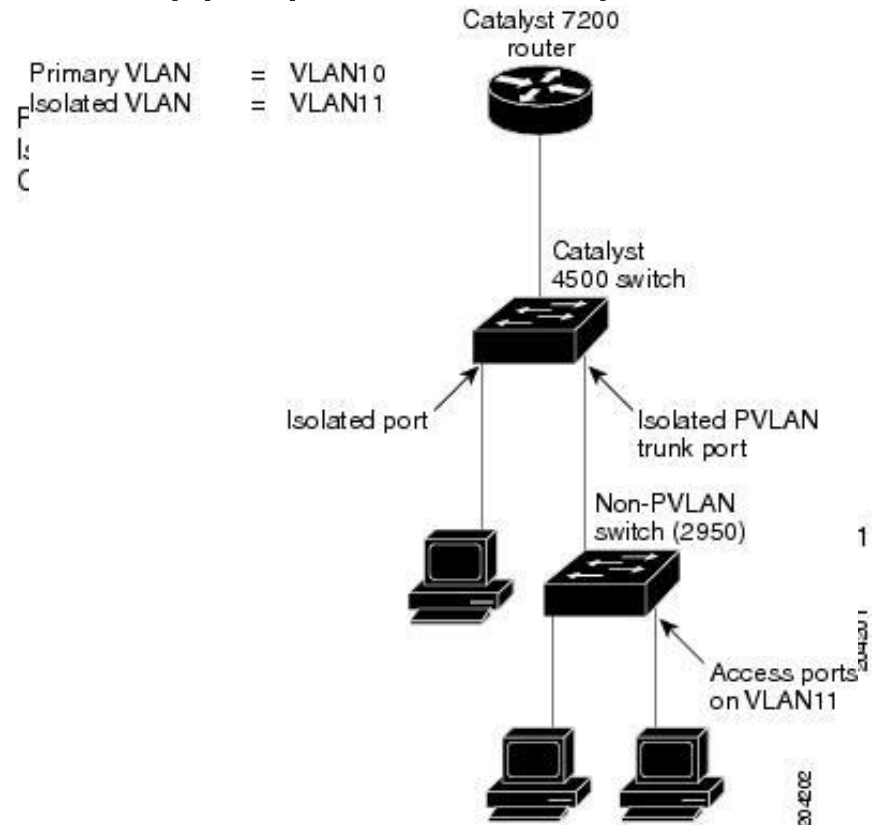 Catalyst 7200
router
Primary VLAN = VLAN10
Isolated VLAN = VLAN11
Catalyst
4500 switch
Isolated port
Isolated PVLAN
trunk port
Non-PVLAN
switch (2950)
1
Access ports
on VLAN11
204202